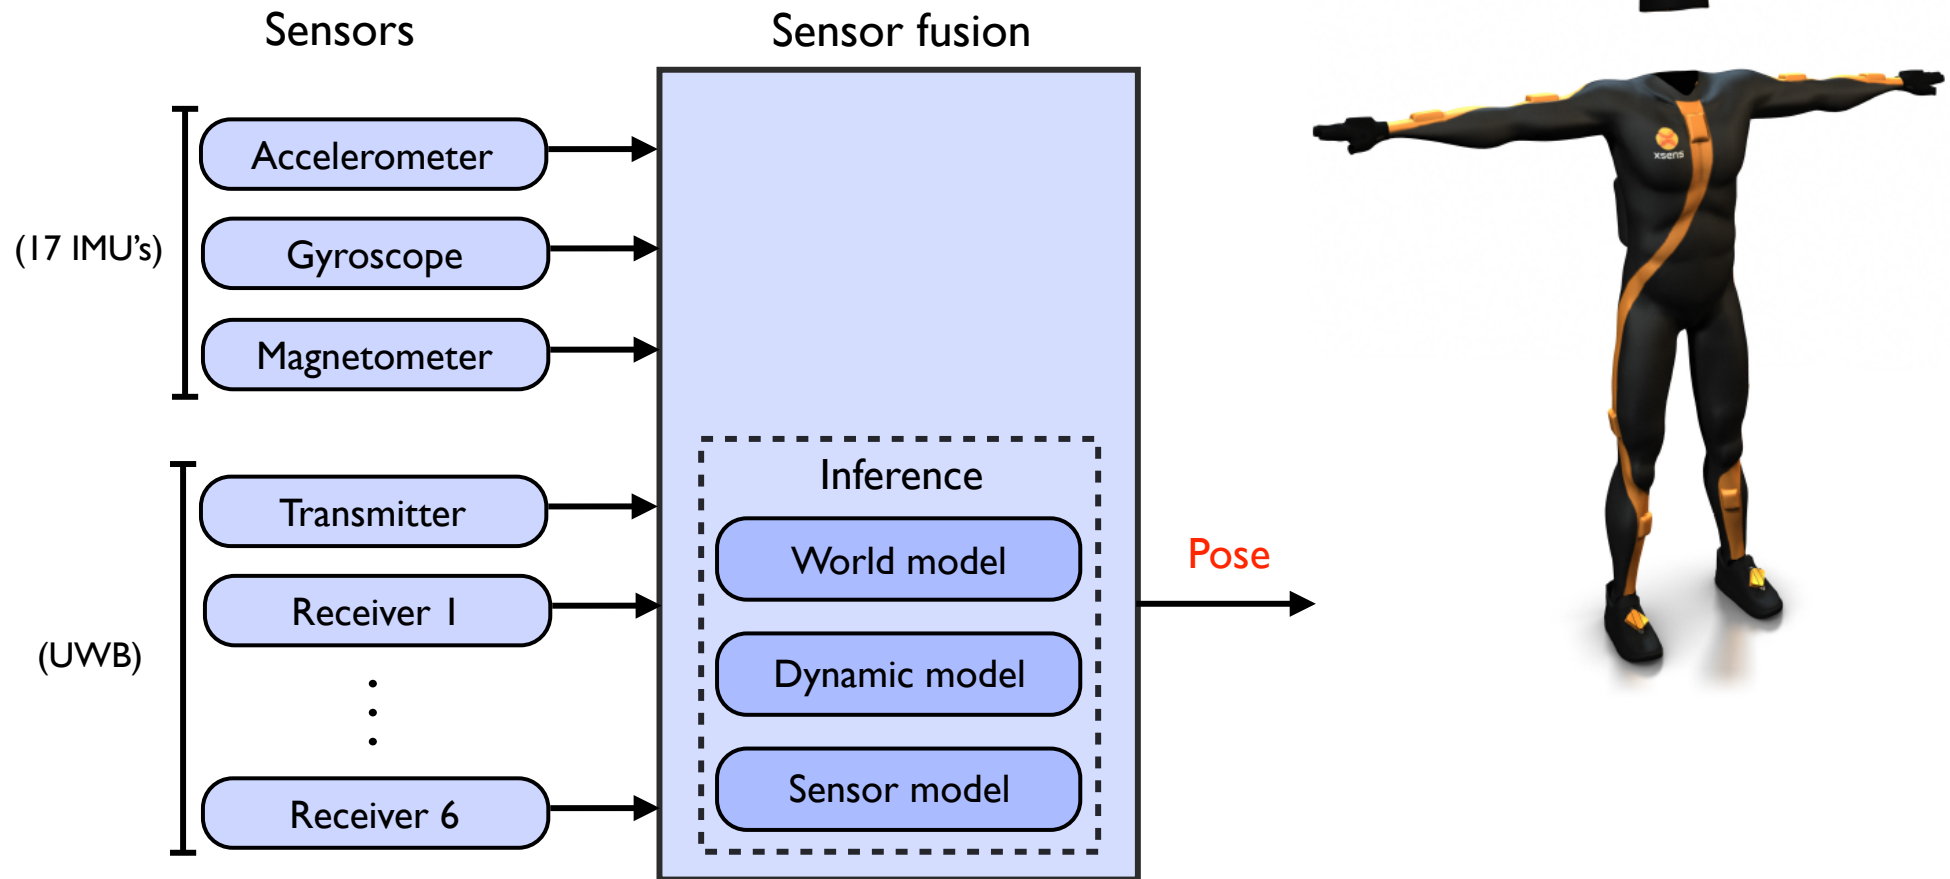 Sensors
Sensor fusion
(17 IMU's)
Accelerometer
Gyroscope
Magnetometer
(UWB)
Transmitter
Receiver 1
Receiver 6
Inference
World model
Dynamic model
Sensor model
Pose
xsens